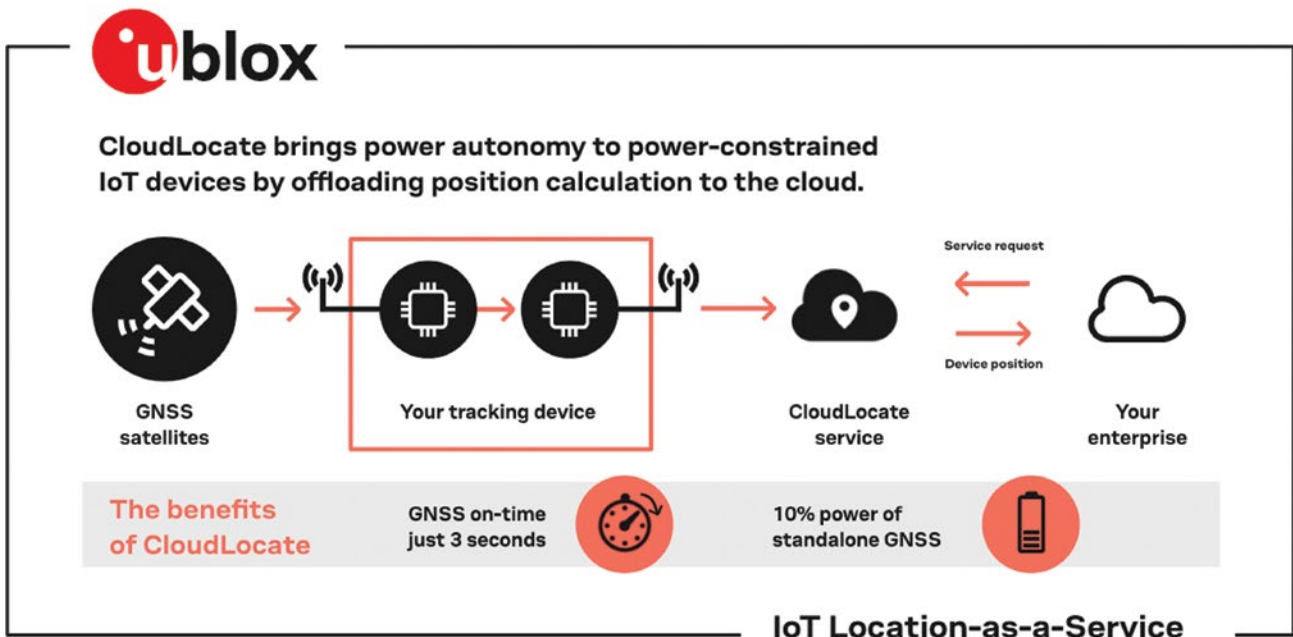 ublox
CloudLocate brings power autonomy to power-constrained
IoT devices by offloading position calculation to the cloud.
Service request
Device position
GNSS
satellites
Your tracking device
CloudLocate
service
Your
enterprise
The benefits
of CloudLocate
GNSS on-time
just 3 seconds
10% power of
standalone GNSS
IoT Location-as-a-Service